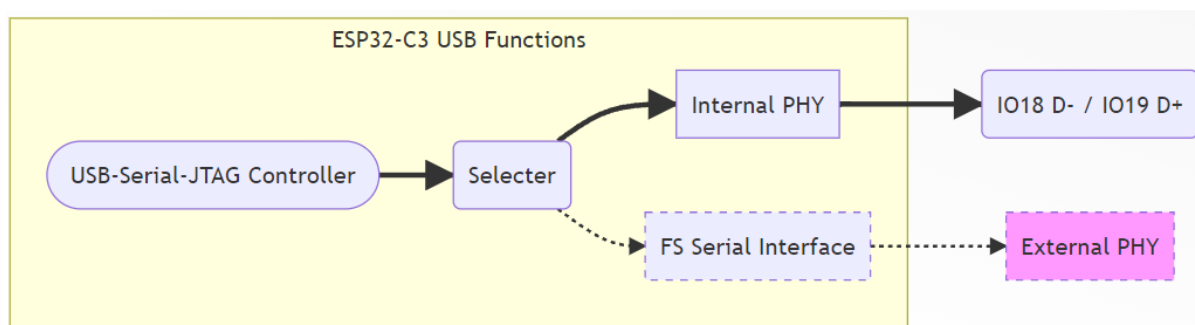 ESP32-C3 USB Functions
Internal PHY
IO18 D- / IO19 D+
USB-Serial-JTAG Controller
Selecter
FS Serial Interface
External PHY